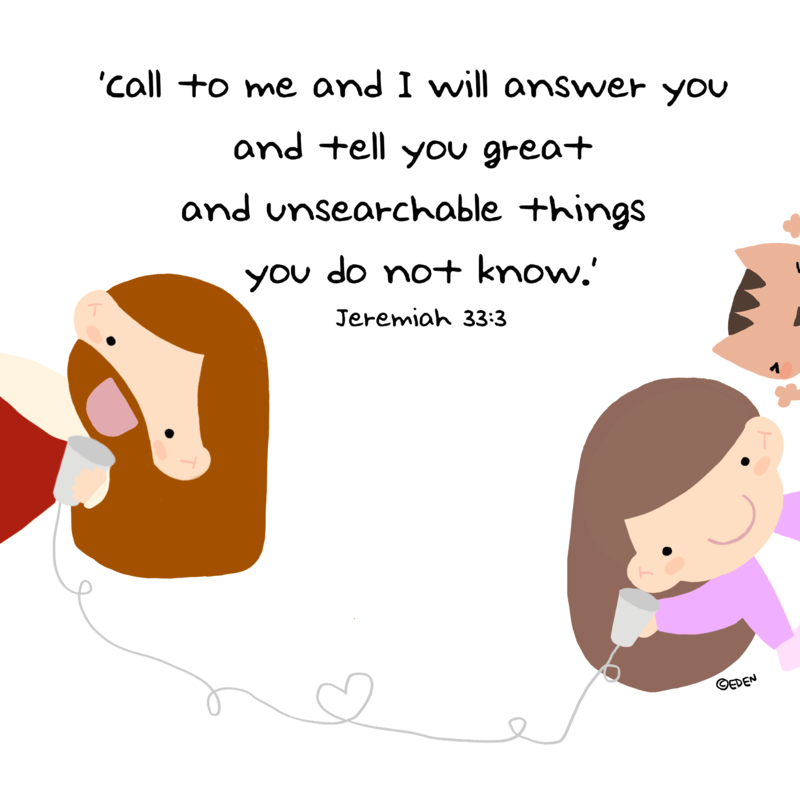 'Call to me and I will answer you
and tell you great
and unsearchable things
you do not know.'
Jeremiah 33:3
©EDEN